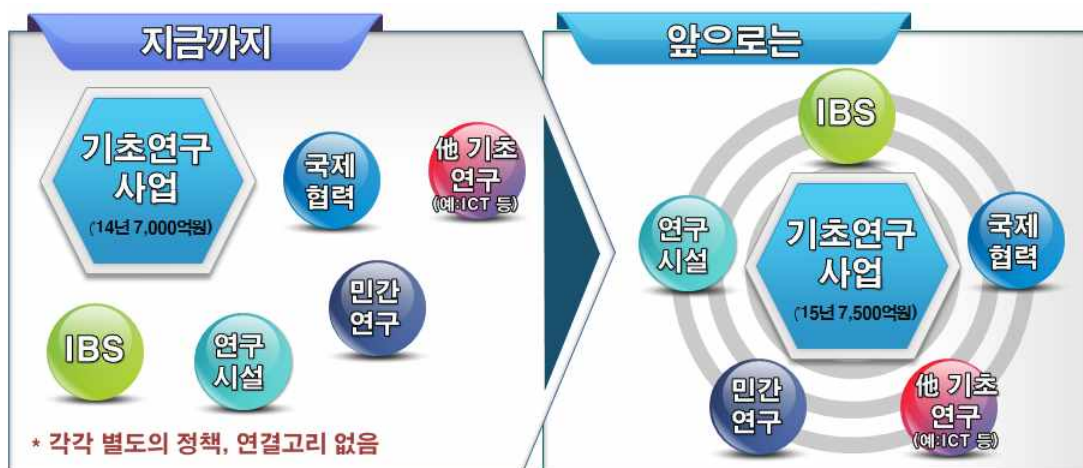 지금까지
기초연구
사업
('14년 7,000억원)
국제
협력
他 기초
연구
(예:ICT 등)
민간
연구
IBS
연구
시설
* 각각 별도의 정책, 연결고리 없음
앞으로는
IBS
연구
시설
기초연구
사업
('15년 7,500억원)
국제
협력
민간
연구
他 기초
연구
(예:ICT 등)